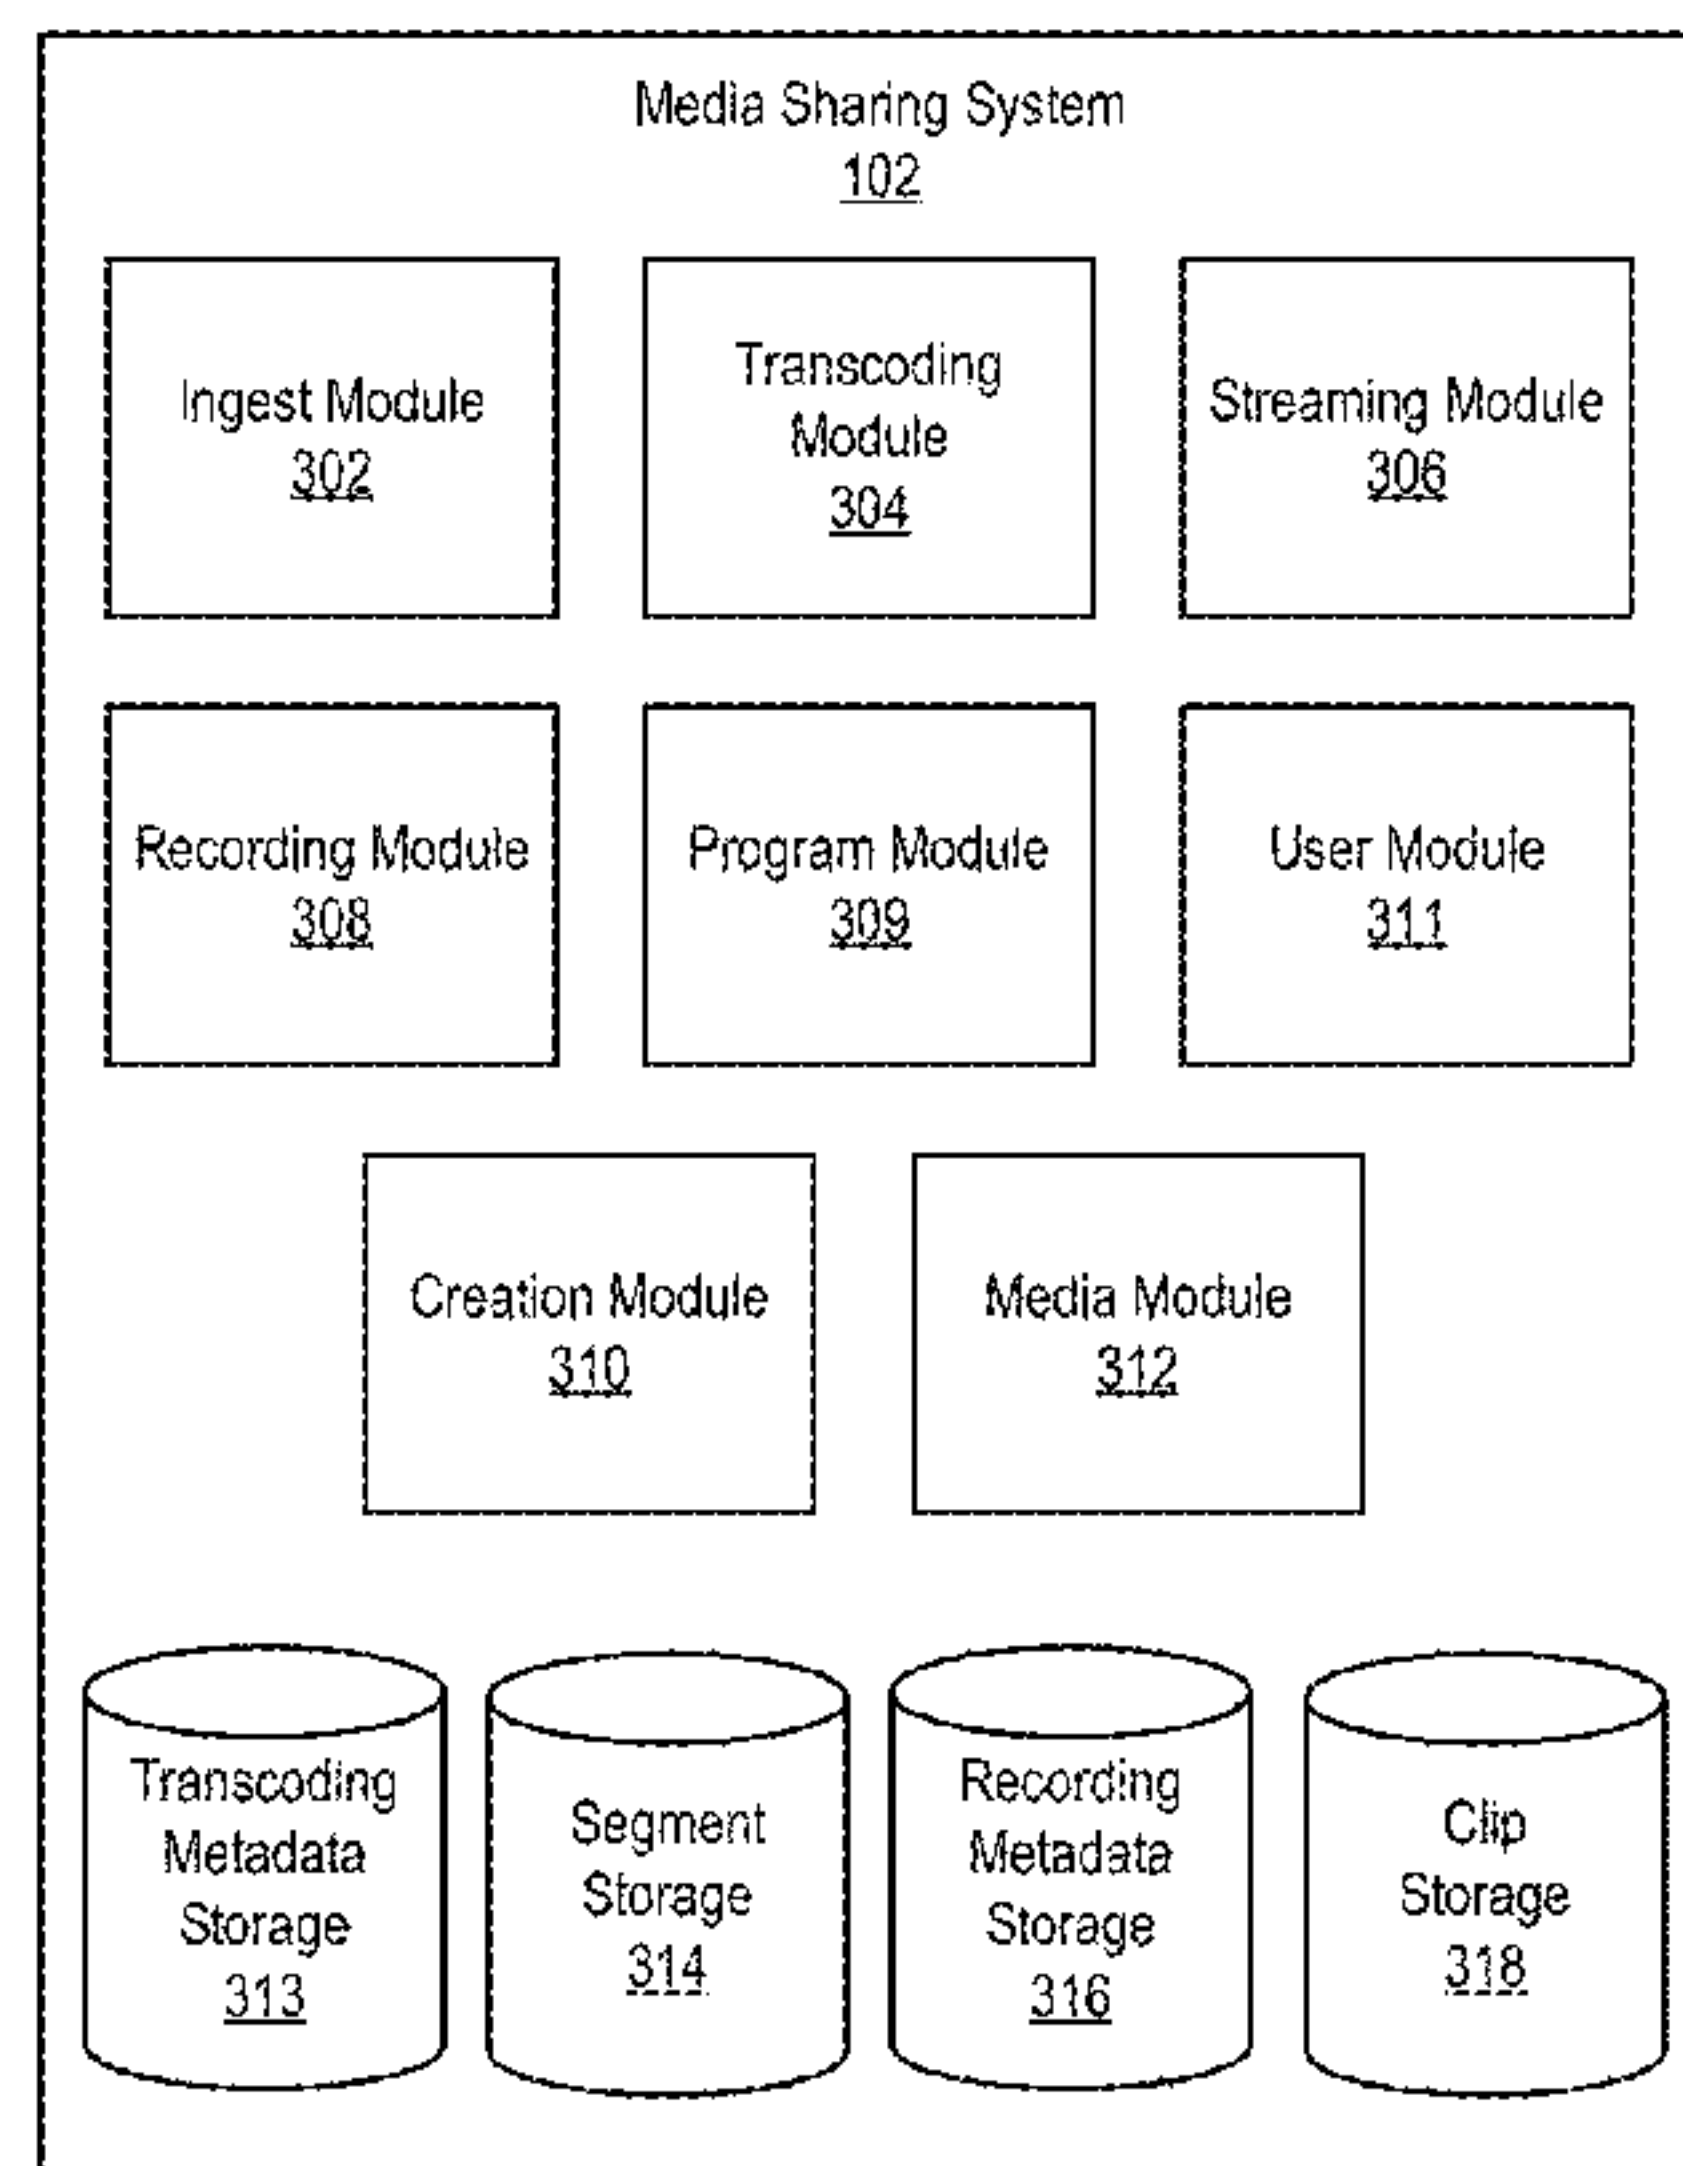 Media Sharing System
102
Ingest Module
302
Transcoding
Module
304
Streaming Module
306
Recording Module
308
Program Module
309
User Module
311
Creation Module
310
Media Module
312
Transcoding
Metadata
Storage
313
Segment
Storage
314
Recording
Metadata
Storage
316
Clip
Storage
318